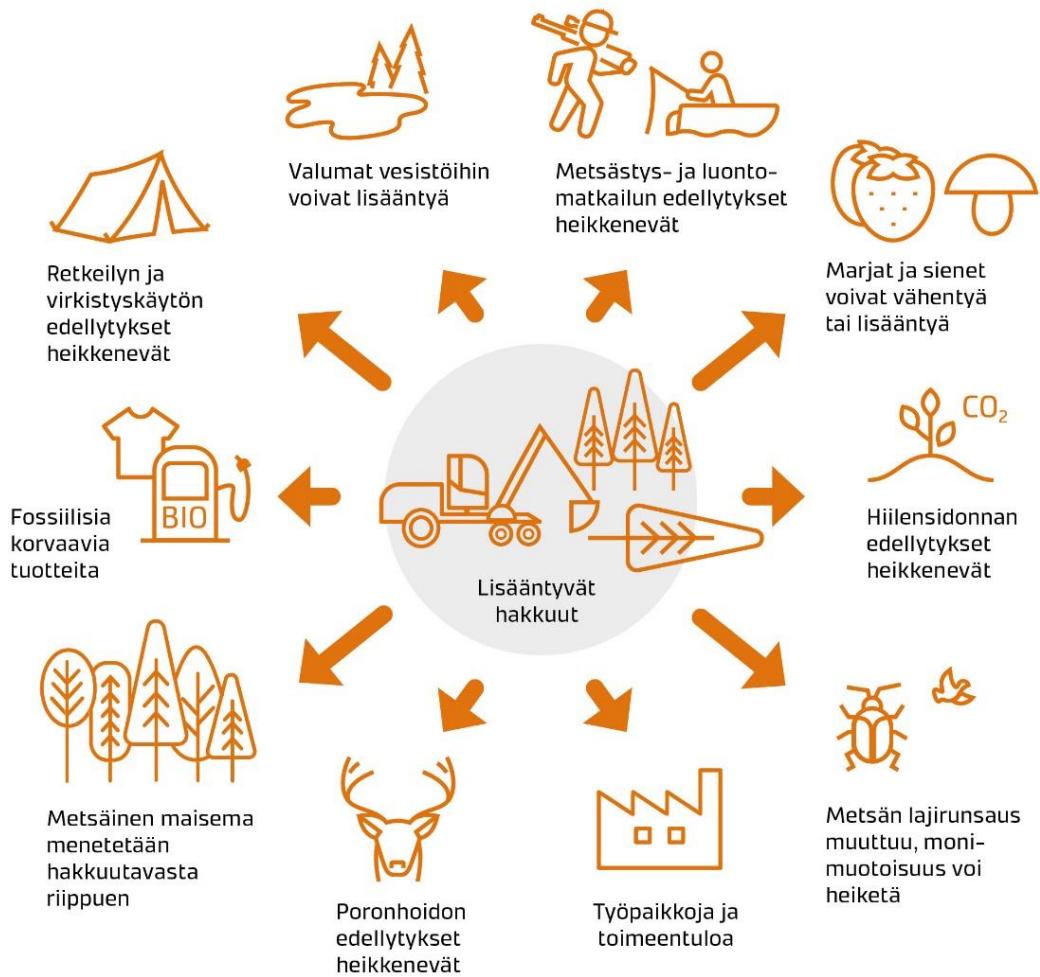 Valumat vesistöihin
voivat lisääntyä
Metsästys- ja luonto-
matkailun edellytykset
heikkenevät
Marjat ja sienet
voivat vähentyä
tai lisääntyä
Retkeilyn ja
virkistyskäytön
edellytykset
heikkenevät
CO₂
Hiilensidonnan
edellytykset
heikkenevät
BIO
Fossiilisia
korvaavia
tuotteita
Lisääntyvät
hakkuut
Metsäinen maisema
menetetään
hakkuutavasta
riippuen
Poronhoidon
edellytykset
heikkenevät
Työpaikkoja ja
toimeentuloa
Metsän lajirunsaus
muuttuu, moni-
muotoisuus voi
heiketä